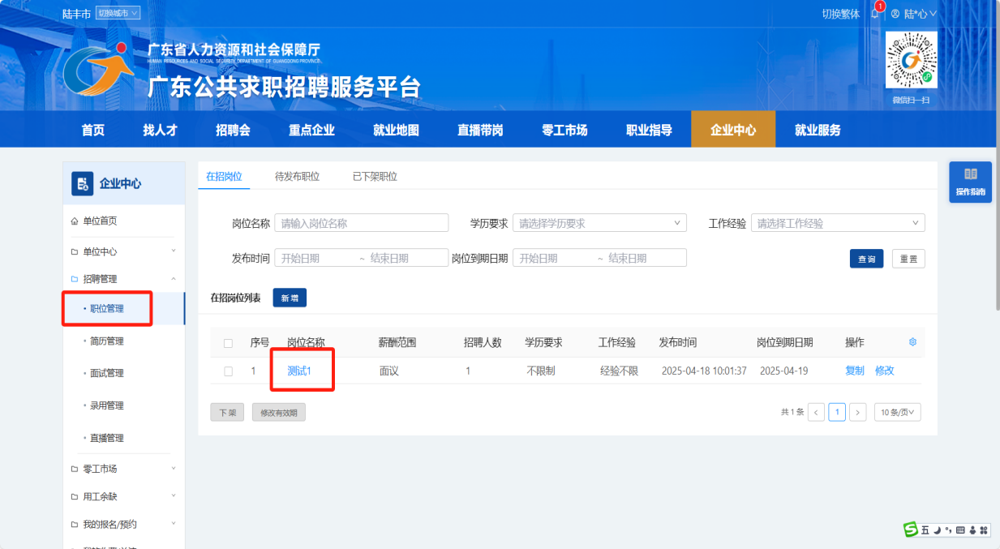 陆丰市 切换城市 切换繁体 1 陆*心
广东省人力资源和社会保障厅
HUMAN RESOURCES AND SOCIAL SECURITY DEPARTMENT OF GUANGDONG PROVINCE
广东公共求职招聘服务平台
微信扫一扫
首页 找人才 招聘会 重点企业 就业地图 直播带岗 零工市场 职业指导 企业中心 就业服务
企业中心
单位首页
单位中心
招聘管理
· 职位管理
· 简历管理
· 面试管理
· 录用管理
· 直播管理
零工市场
用工余缺
我的报名/预约
在招岗位 待发布职位 已下架职位
岗位名称 请输入岗位名称 学历要求 请选择学历要求 工作经验 请选择工作经验
发布时间 开始日期 ~ 结束日期 岗位到期日期 开始日期 ~ 结束日期 查询 重置
在招岗位列表 新增
序号 岗位名称 薪酬范围 招聘人数 学历要求 工作经验 发布时间 岗位到期日期 操作
1 测试1 面议 1 不限制 经验不限 2025-04-18 10:01:37 2025-04-19 复制 修改
下架 修改有效期 共 1 条 < 1 > 10 条/页
操作指南
五